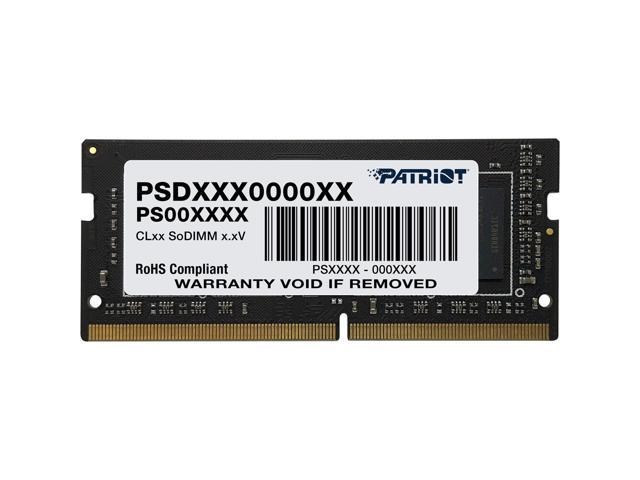 PATRIOT
PSDXXX0000XX
PS00XXXX
CLxx SoDIMM x.xV
RoHS Compliant
PSXXXX - 000XXX
WARRANTY VOID IF REMOVED